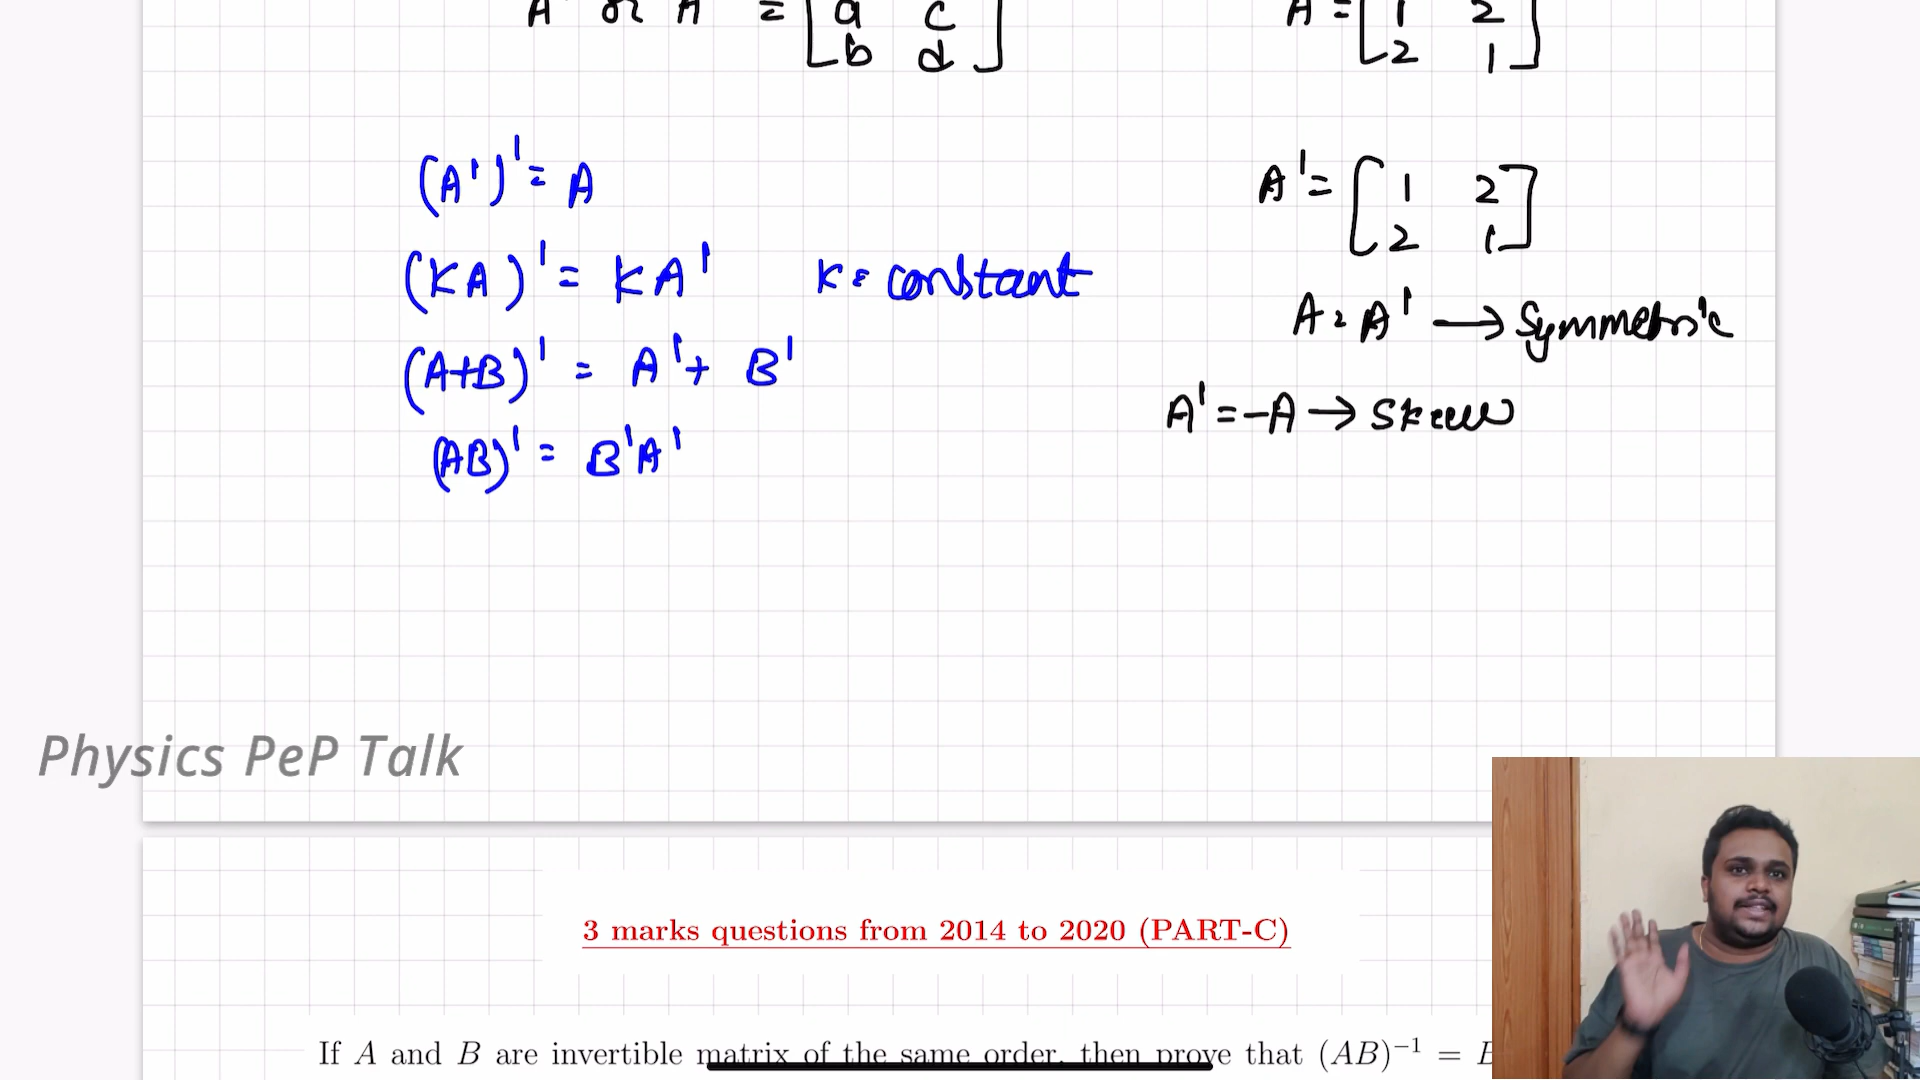 A' or A = [a c
b d]
A = [1 2
2 1]
(A')' = A
(KA)' = KA' K = constant
(A+B)' = A' + B'
(AB)' = B'A'
A' = [1 2
2 1]
A = A' → Symmetric
A' = -A → Skew
Physics PeP Talk
3 marks questions from 2014 to 2020 (PART-C)
If A and B are invertible matrix of the same order, then prove that (AB)⁻¹ =